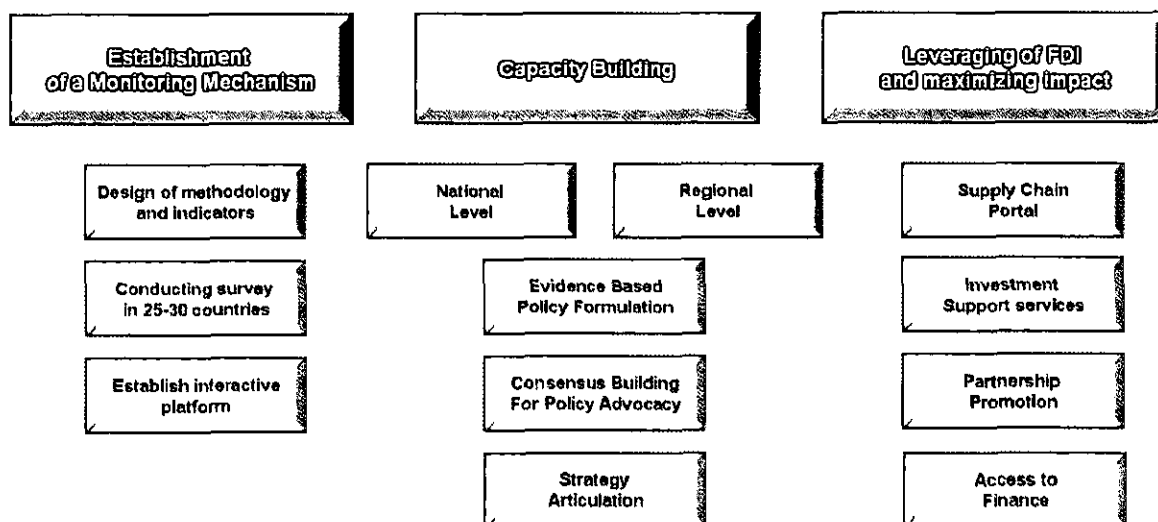 Establishment
of a Monitoring Mechanism
Capacity Building
Leveraging of FDI
and maximizing impact
Design of methodology
and indicators
Conducting survey
in 25-30 countries
Establish interactive
platform
National
Level
Regional
Level
Evidence Based
Policy Formulation
Consensus Building
For Policy Advocacy
Strategy
Articulation
Supply Chain
Portal
Investment
Support services
Partnership
Promotion
Access to
Finance